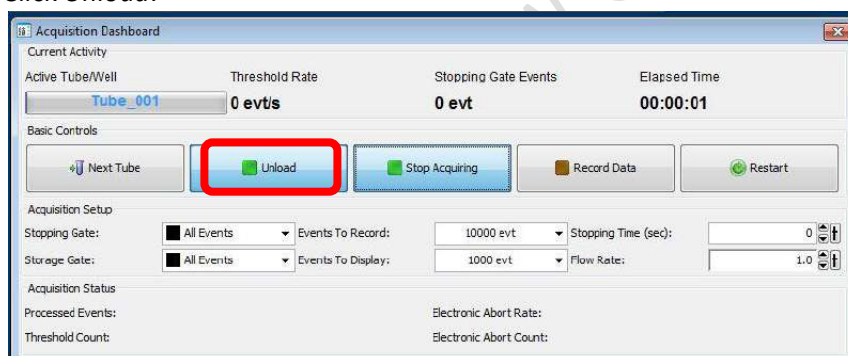 Click Unload.
Acquisition Dashboard
Current Activity
Active Tube/Well Threshold Rate Stopping Gate Events Elapsed Time
Tube_001 0 evt/s 0 evt 00:00:01
Basic Controls
Next Tube Unload Stop Acquiring Record Data Restart
Acquisition Setup
Stopping Gate: All Events Events To Record: 10000 evt Stopping Time (sec): 0
Storage Gate: All Events Events To Display: 1000 evt Flow Rate: 1.0
Acquisition Status
Processed Events: Electronic Abort Rate:
Threshold Count: Electronic Abort Count: